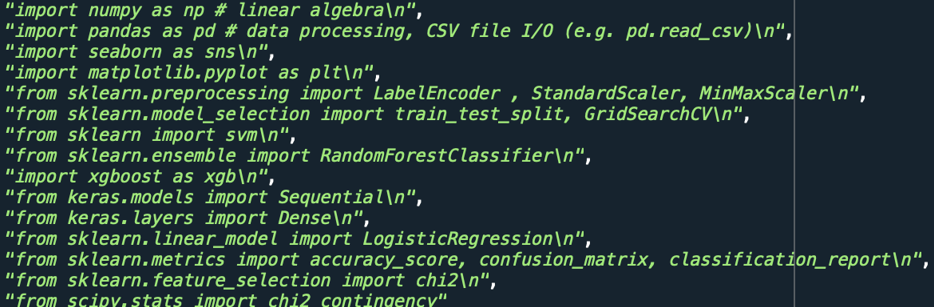 "import numpy as np # linear algebra\n",
"import pandas as pd # data processing, CSV file I/O (e.g. pd.read_csv)\n",
"import seaborn as sns\n",
"import matplotlib.pyplot as plt\n",
"from sklearn.preprocessing import LabelEncoder , StandardScaler, MinMaxScaler\n",
"from sklearn.model_selection import train_test_split, GridSearchCV\n",
"from sklearn import svm\n",
"from sklearn.ensemble import RandomForestClassifier\n",
"import xgboost as xgb\n",
"from keras.models import Sequential\n",
"from keras.layers import Dense\n",
"from sklearn.linear_model import LogisticRegression\n",
"from sklearn.metrics import accuracy_score, confusion_matrix, classification_report\n",
"from sklearn.feature_selection import chi2\n",
"from scipy.stats import chi2_contingency"